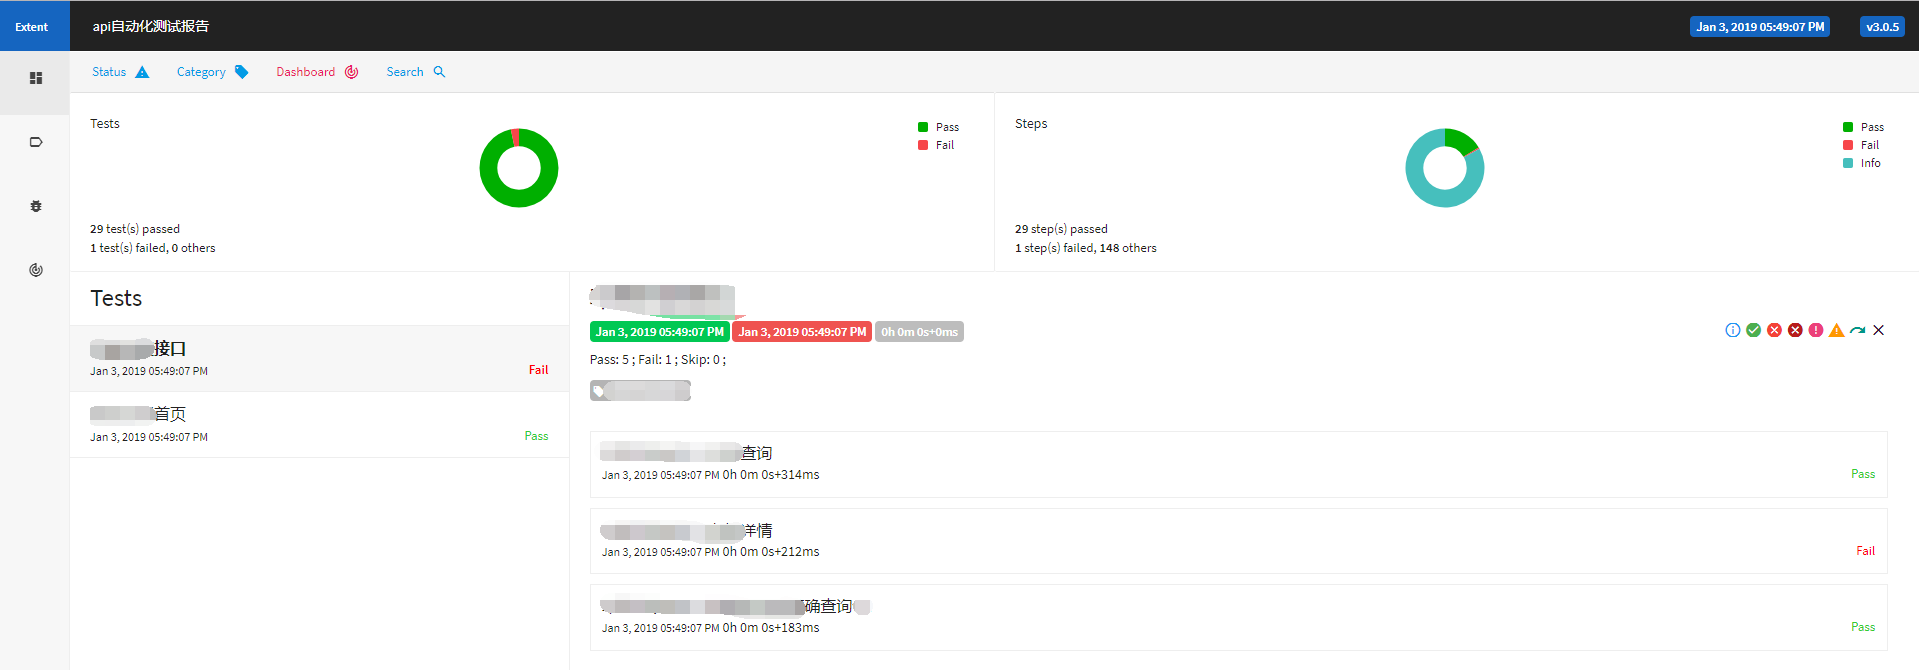 Extent
api自动化测试报告
Jan 3, 2019 05:49:07 PM
v3.0.5
Status
Category
Dashboard
Search
Tests
Pass
Fail
29 test(s) passed
1 test(s) failed, 0 others
Steps
Pass
Fail
Info
29 step(s) passed
1 step(s) failed, 148 others
Tests
接口
Jan 3, 2019 05:49:07 PM
Fail
首页
Jan 3, 2019 05:49:07 PM
Pass
Jan 3, 2019 05:49:07 PM Jan 3, 2019 05:49:07 PM 0h 0m 0s+0ms
Pass: 5 ; Fail: 1 ; Skip: 0 ;
查询
Jan 3, 2019 05:49:07 PM 0h 0m 0s+314ms
Pass
详情
Jan 3, 2019 05:49:07 PM 0h 0m 0s+212ms
Fail
确查询
Jan 3, 2019 05:49:07 PM 0h 0m 0s+183ms
Pass